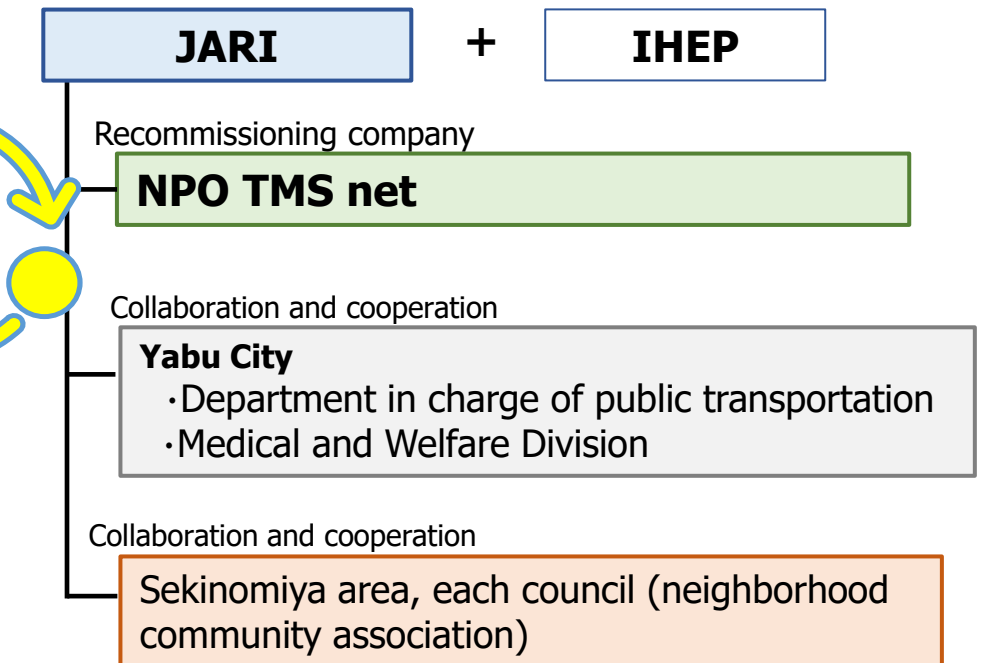 JARI + IHEP
Recommissioning company
NPO TMS net
Collaboration and cooperation
Yabu City
・Department in charge of public transportation
・Medical and Welfare Division
Collaboration and cooperation
Sekinomiya area, each council (neighborhood
community association)